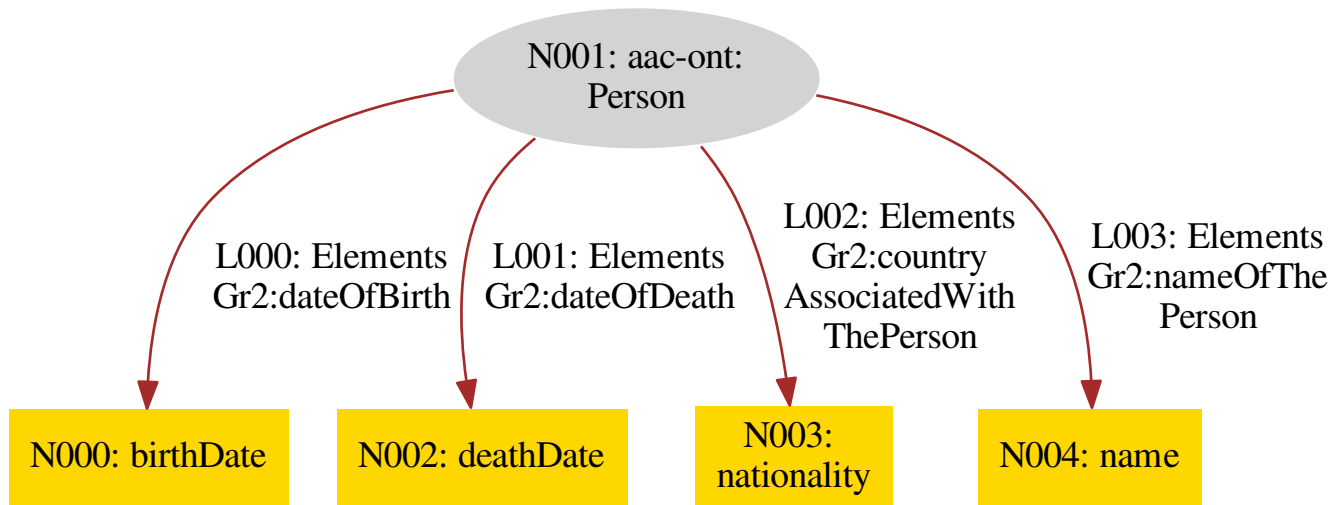 N001: aac-ont:
Person
L000: Elements
Gr2:dateOfBirth
L001: Elements
Gr2:dateOfDeath
L002: Elements
Gr2:country
AssociatedWith
ThePerson
L003: Elements
Gr2:nameOfThe
Person
N000: birthDate
N002: deathDate
N003:
nationality
N004: name